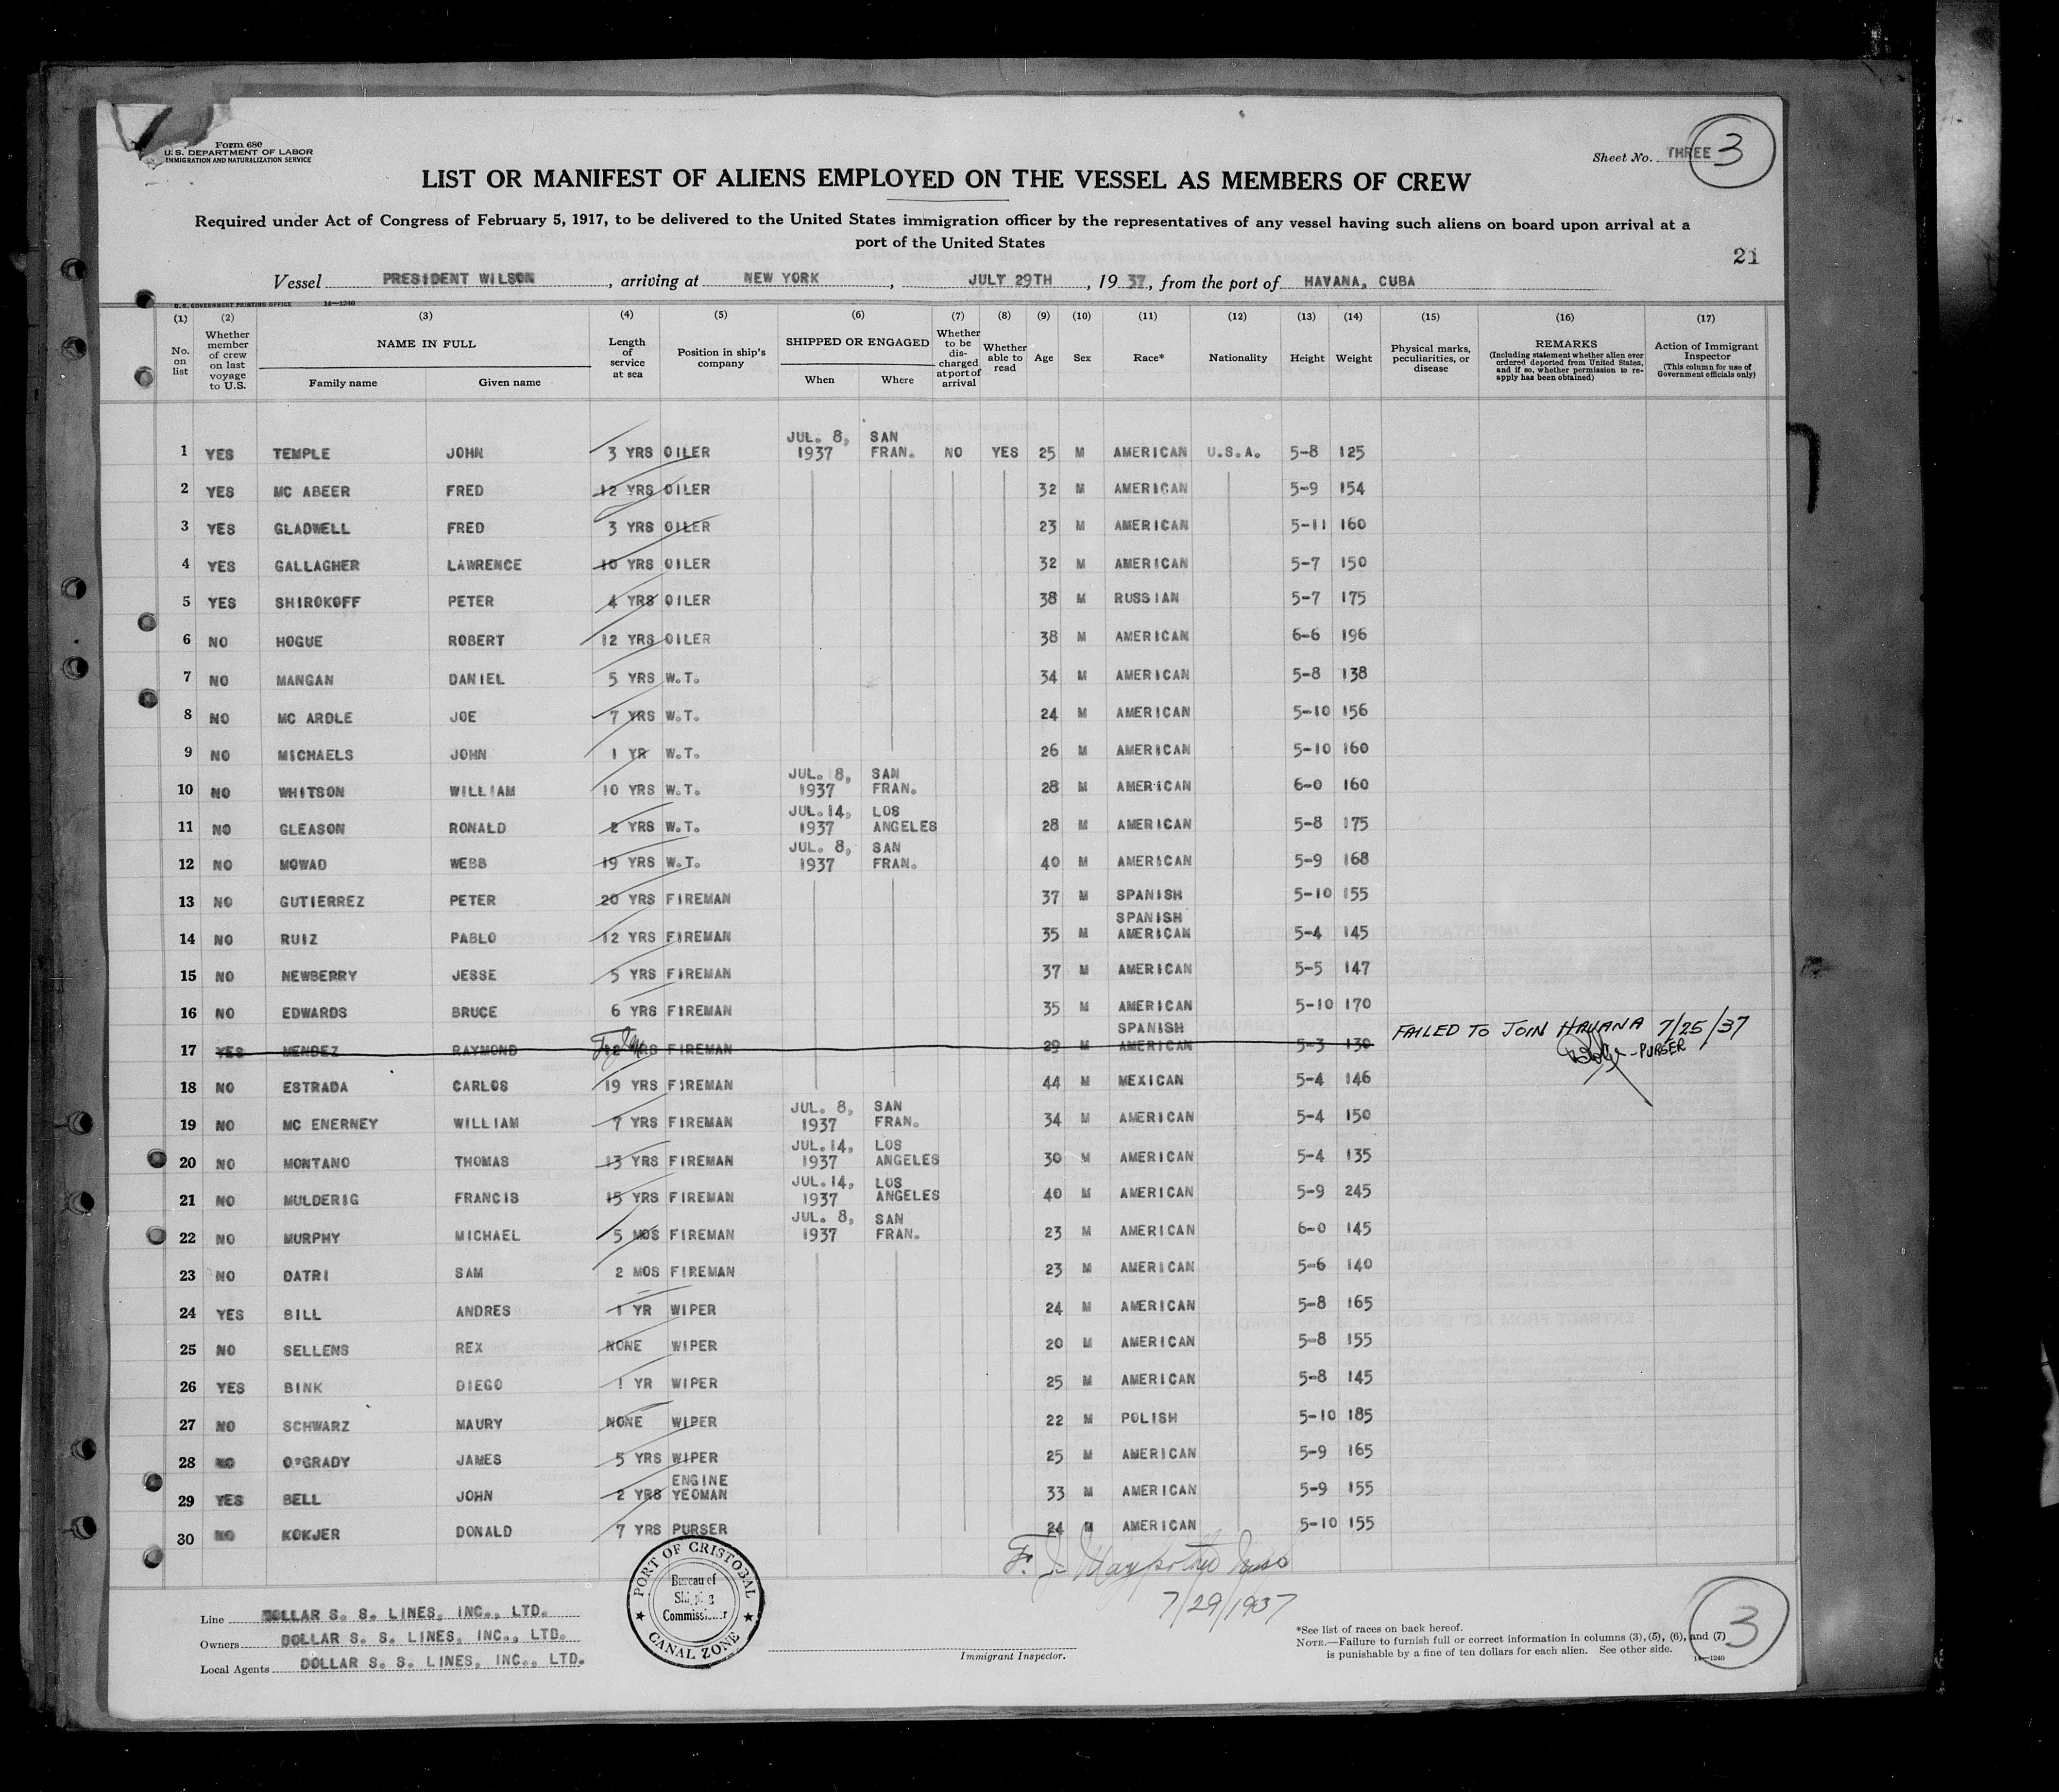 Form 680
U. S. DEPARTMENT OF LABOR
IMMIGRATION AND NATURALIZATION SERVICE
Sheet No. THREE 3
LIST OR MANIFEST OF ALIENS EMPLOYED ON THE VESSEL AS MEMBERS OF CREW
Required under Act of Congress of February 5, 1917, to be delivered to the United States immigration officer by the representatives of any vessel having such aliens on board upon arrival at a
port of the United States
21
Vessel PRESIDENT WILSON, arriving at NEW YORK, JULY 29TH, 1937, from the port of HAVANA, CUBA
U. S. GOVERNMENT PRINTING OFFICE 14—1240
(1) (2) (3) (4) (5) (6) (7) (8) (9) (10) (11) (12) (13) (14) (15) (16) (17)
No. on list Whether member of crew on last voyage to U.S. NAME IN FULL Family name Given name Length of service at sea Position in ship's company SHIPPED OR ENGAGED When Where Whether to be discharged at port of arrival Whether able to read Age Sex Race* Nationality Height Weight Physical marks, peculiarities, or disease REMARKS (Including statement whether alien ever ordered deported from United States, and if so, whether permission to reapply has been obtained) Action of Immigrant Inspector (This column for use of Government officials only)
1 YES TEMPLE JOHN 3 YRS OILER JUL. 8, 1937 SAN FRAN. NO YES 25 M AMERICAN U.S.A. 5-8 125
2 YES MC ABEER FRED 12 YRS OILER 32 M AMERICAN 5-9 154
3 YES GLADWELL FRED 3 YRS OILER 23 M AMERICAN 5-11 160
4 YES GALLAGHER LAWRENCE 10 YRS OILER 32 M AMERICAN 5-7 150
5 YES SHIROKOFF PETER 4 YRS OILER 38 M RUSSIAN 5-7 175
6 NO HOGUE ROBERT 12 YRS OILER 38 M AMERICAN 6-6 196
7 NO MANGAN DANIEL 5 YRS W.T. 34 M AMERICAN 5-8 138
8 NO MC ARDLE JOE 7 YRS W.T. 24 M AMERICAN 5-10 156
9 NO MICHAELS JOHN 1 YR W.T. 26 M AMERICAN 5-10 160
10 NO WHITSON WILLIAM 10 YRS W.T. JUL. 8, 1937 SAN FRAN. 28 M AMERICAN 6-0 160
11 NO GLEASON RONALD 2 YRS W.T. JUL. 14, 1937 LOS ANGELES 28 M AMERICAN 5-8 175
12 NO MOWAD WEBB 19 YRS W.T. JUL. 8, 1937 SAN FRAN. 40 M AMERICAN 5-9 168
13 NO GUTIERREZ PETER 20 YRS FIREMAN 37 M SPANISH 5-10 155
14 NO RUIZ PABLO 12 YRS FIREMAN 35 M SPANISH AMERICAN 5-4 145
15 NO NEWBERRY JESSE 5 YRS FIREMAN 37 M AMERICAN 5-5 147
16 NO EDWARDS BRUCE 6 YRS FIREMAN 35 M AMERICAN 5-10 170
17 YES MENDEZ RAYMOND 12 YRS FIREMAN 29 M SPANISH AMERICAN 5-3 130 FAILED TO JOIN HAVANA 7/25/37
-PURSER
18 NO ESTRADA CARLOS 19 YRS FIREMAN 44 M MEXICAN 5-4 146
19 NO MC ENERNEY WILLIAM 7 YRS FIREMAN JUL. 8, 1937 SAN FRAN. 34 M AMERICAN 5-4 150
20 NO MONTANO THOMAS 13 YRS FIREMAN JUL. 14, 1937 LOS ANGELES 30 M AMERICAN 5-4 135
21 NO MULDERIG FRANCIS 15 YRS FIREMAN JUL. 14, 1937 LOS ANGELES 40 M AMERICAN 5-9 245
22 NO MURPHY MICHAEL 5 MOS FIREMAN JUL. 8, 1937 SAN FRAN. 23 M AMERICAN 6-0 145
23 NO DATRI SAM 2 MOS FIREMAN 23 M AMERICAN 5-6 140
24 YES BILL ANDRES 1 YR WIPER 24 M AMERICAN 5-8 165
25 NO SELLENS REX NONE WIPER 20 M AMERICAN 5-8 155
26 YES BINK DIEGO 1 YR WIPER 25 M AMERICAN 5-8 145
27 NO SCHWARZ MAURY NONE WIPER 22 M POLISH 5-10 185
28 NO O'GRADY JAMES 5 YRS WIPER 25 M AMERICAN 5-9 165
29 YES BELL JOHN 2 YRS ENGINE YEOMAN 33 M AMERICAN 5-9 155
30 NO KOKJER DONALD 7 YRS PURSER 24 M AMERICAN 5-10 155
7/29/1937
PORT OF CRISTOBAL
Bureau of
Shipping
Commissioner
CANAL ZONE
Line DOLLAR S. S. LINES, INC., LTD.
Owners DOLLAR S. S. LINES, INC., LTD.
Local Agents DOLLAR S. S. LINES, INC., LTD.
Immigrant Inspector.
*See list of races on back hereof.
NOTE.—Failure to furnish full or correct information in columns (3), (5), (6), and (7)
is punishable by a fine of ten dollars for each alien. See other side.
14—1240
3